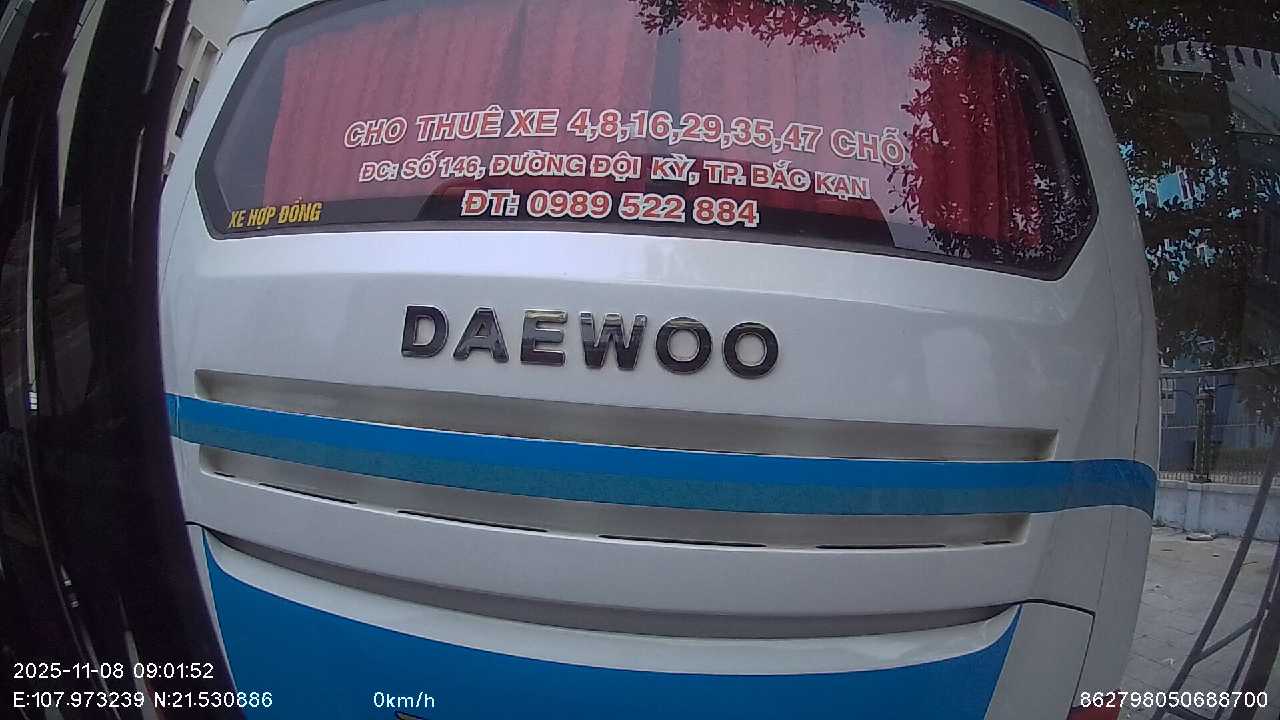 CHO THUÊ XE 4,8,16,29,35,47 CHỖ
ĐC: SỐ 146, ĐƯỜNG ĐỘI KỲ, TP. BẮC KẠN
ĐT: 0989 522 884
XE HỢP ĐỒNG
DAEWOO
2025-11-08 09:01:52
E:107.973239 N:21.530886 0km/h 862798050688700